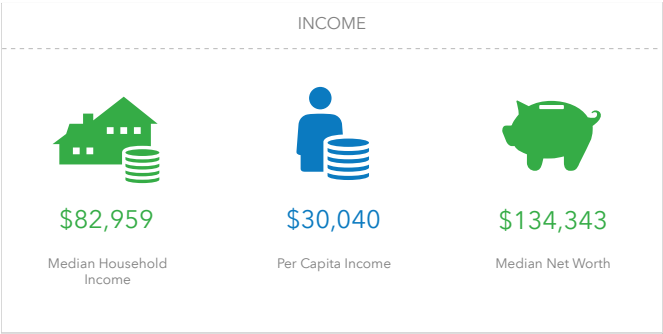 INCOME
$82,959
$30,040
$134,343
Median Household
Income
Per Capita Income
Median Net Worth